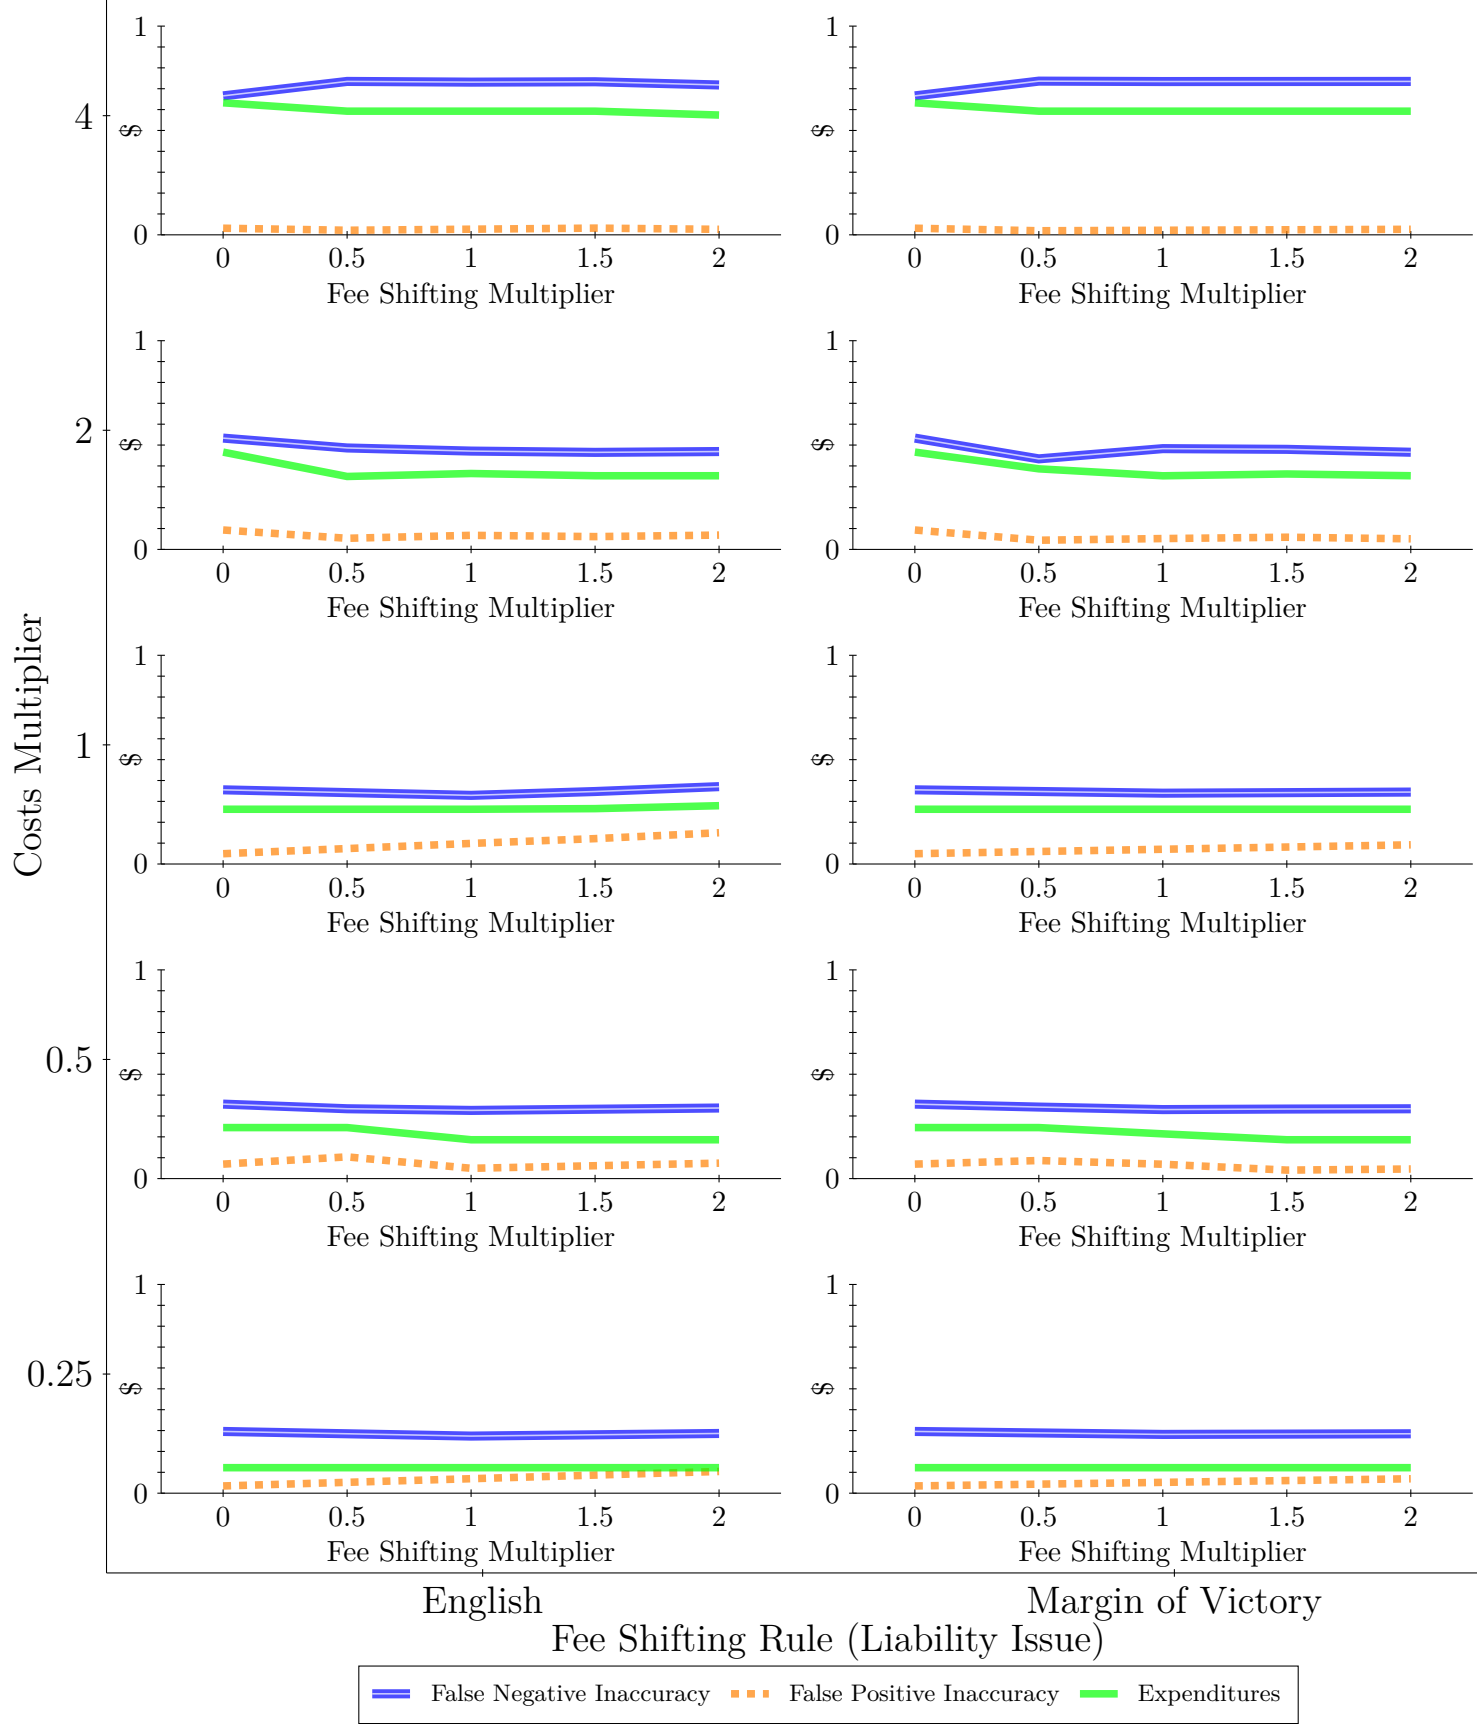 1
$
0
0 0.5 1 1.5 2
Fee Shifting Multiplier
1
$
0
0 0.5 1 1.5 2
Fee Shifting Multiplier
4
1
$
0
0 0.5 1 1.5 2
Fee Shifting Multiplier
1
$
0
0 0.5 1 1.5 2
Fee Shifting Multiplier
2
1
$
0
0 0.5 1 1.5 2
Fee Shifting Multiplier
1
$
0
0 0.5 1 1.5 2
Fee Shifting Multiplier
1
Costs Multiplier
1
$
0
0 0.5 1 1.5 2
Fee Shifting Multiplier
1
$
0
0 0.5 1 1.5 2
Fee Shifting Multiplier
0.5
1
$
0
0 0.5 1 1.5 2
Fee Shifting Multiplier
1
$
0
0 0.5 1 1.5 2
Fee Shifting Multiplier
0.25
English
Margin of Victory
Fee Shifting Rule (Liability Issue)
False Negative Inaccuracy False Positive Inaccuracy Expenditures